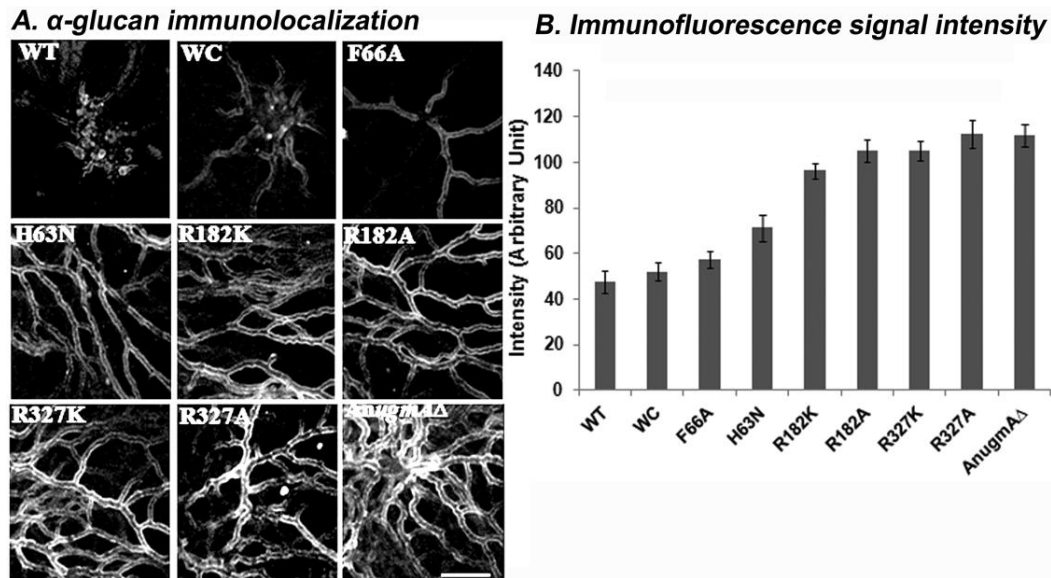 A. α-glucan immunolocalization
WT
WC
F66A
H63N
R182K
R182A
R327K
R327A
AnugmAΔ
B. Immunofluorescence signal intensity
Intensity (Arbitrary Unit)
140
120
100
80
60
40
20
0
WT
WC
F66A
H63N
R182K
R182A
R327K
R327A
AnugmAΔ